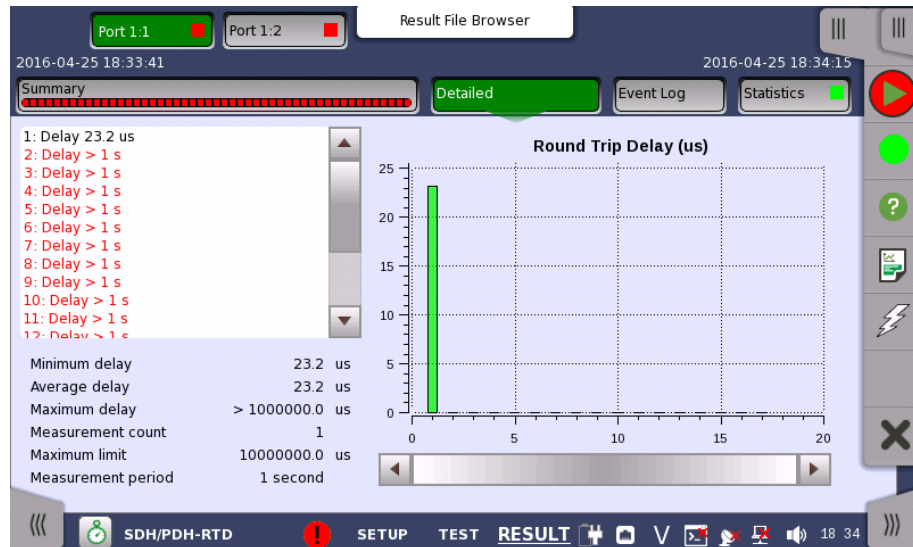 Port 1:1
Port 1:2
Result File Browser
2016-04-25 18:33:41
2016-04-25 18:34:15
Summary
Detailed
Event Log
Statistics
1: Delay 23.2 us
2: Delay > 1 s
3: Delay > 1 s
4: Delay > 1 s
5: Delay > 1 s
6: Delay > 1 s
7: Delay > 1 s
8: Delay > 1 s
9: Delay > 1 s
10: Delay > 1 s
11: Delay > 1 s
12: Delay > 1 s
Round Trip Delay (us)
25
20
15
10
5
0
0 5 10 15 20
Minimum delay 23.2 us
Average delay 23.2 us
Maximum delay > 1000000.0 us
Measurement count 1
Maximum limit 10000000.0 us
Measurement period 1 second
SDH/PDH-RTD SETUP TEST RESULT V 18 34